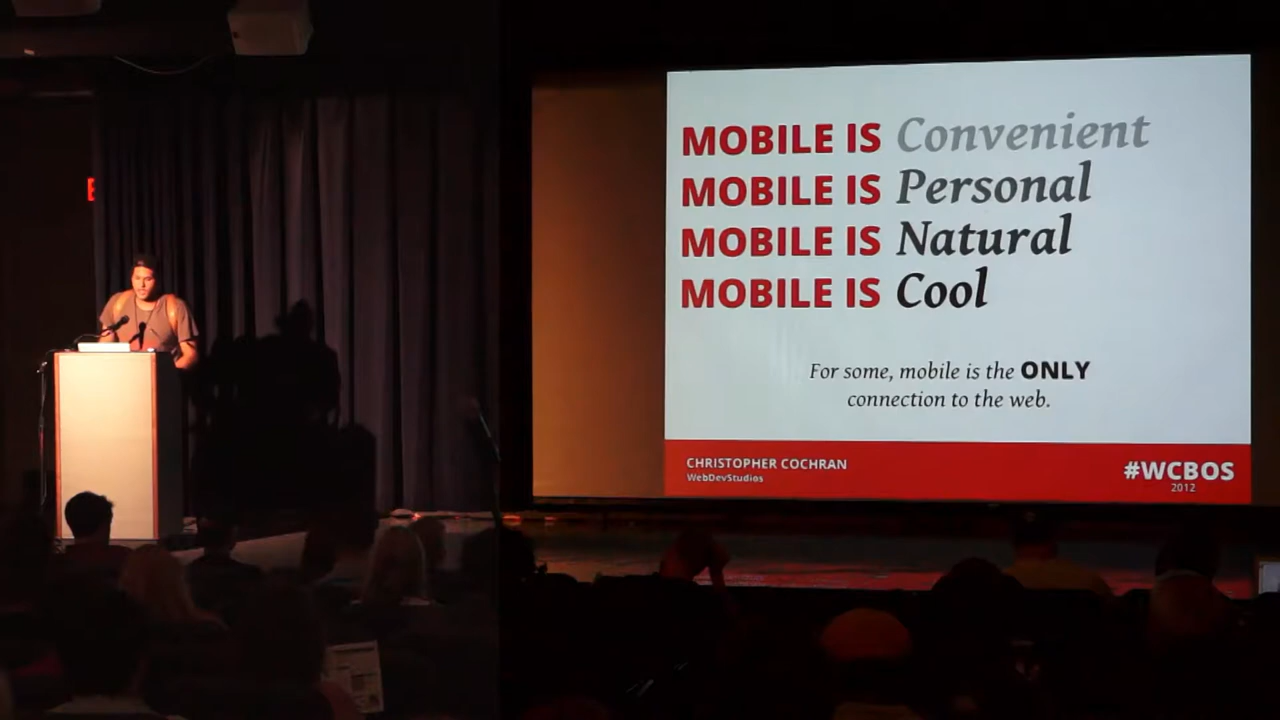 MOBILE IS Convenient
MOBILE IS Personal
MOBILE IS Natural
MOBILE IS Cool
For some, mobile is the ONLY
connection to the web.
CHRISTOPHER COCHRAN
WebDevStudios
#WCBOS
2012